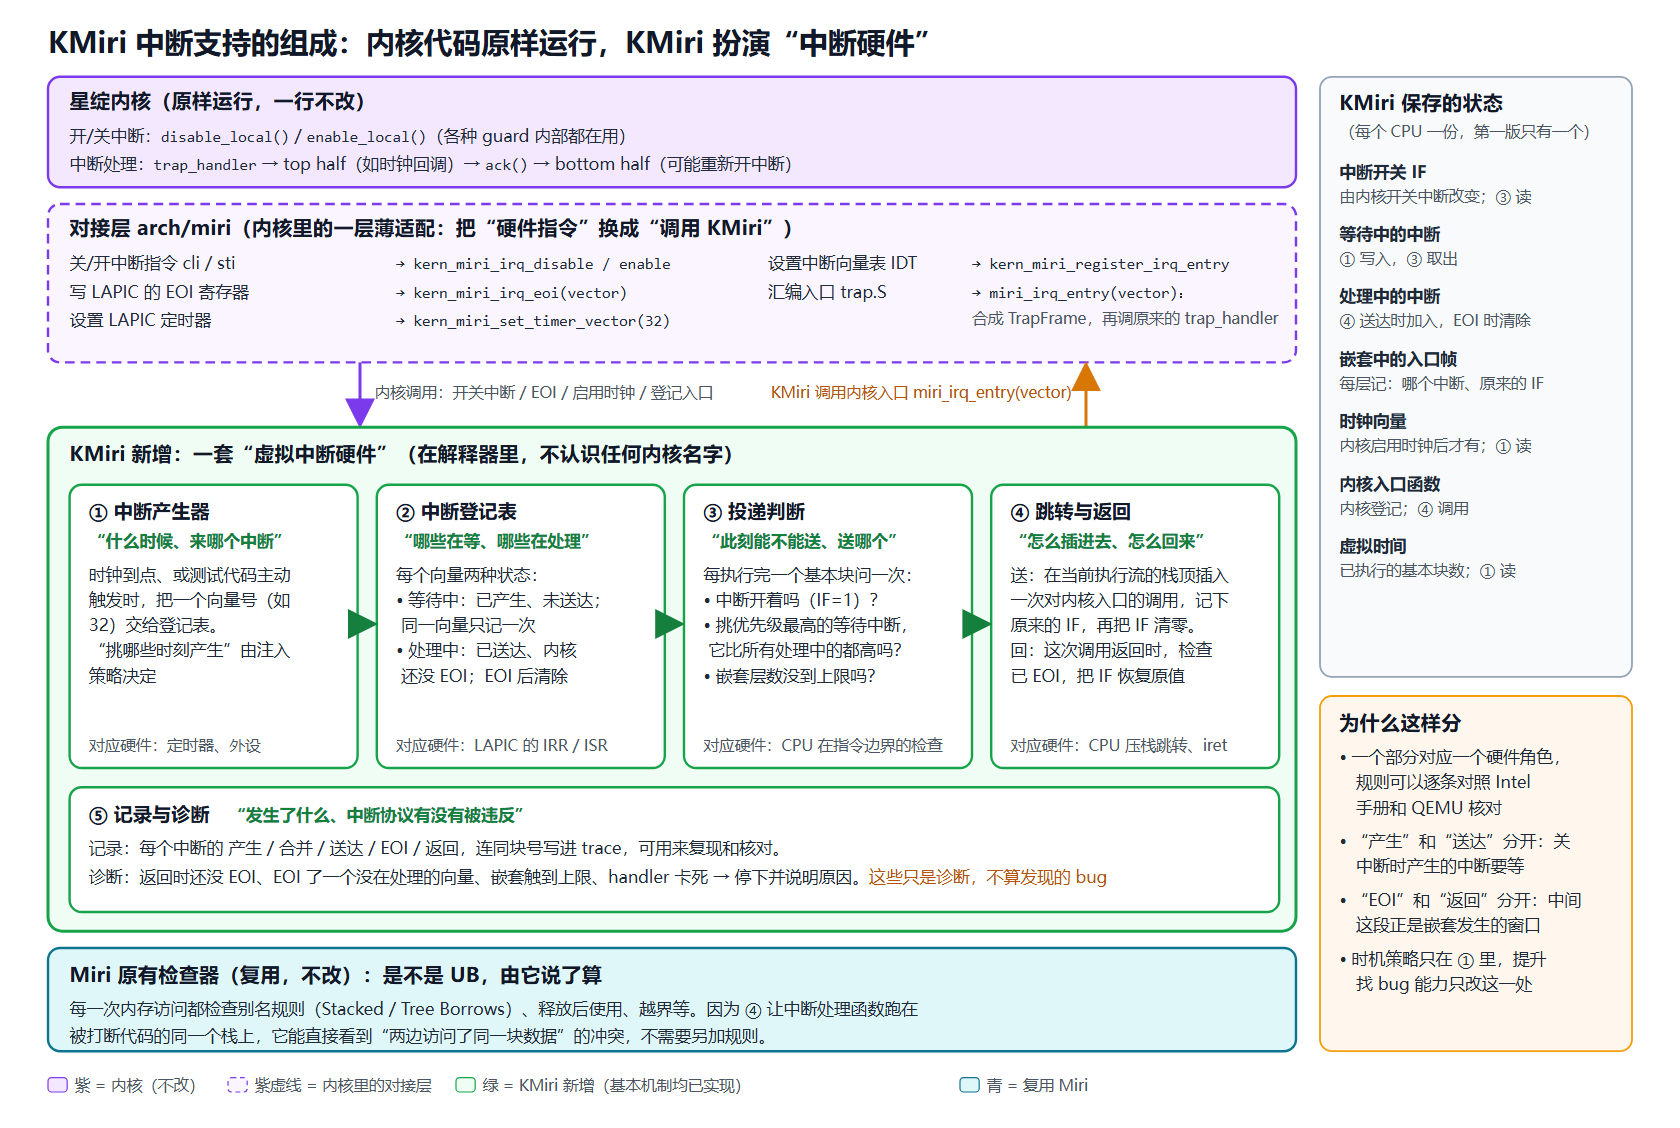 KMiri 中断支持的组成：内核代码原样运行，KMiri 扮演“中断硬件”
星绽内核（原样运行，一行不改）
开/关中断：disable_local() / enable_local()（各种 guard 内部都在用）
中断处理：trap_handler → top half（如时钟回调）→ ack() → bottom half（可能重新开中断）
对接层 arch/miri（内核里的一层薄适配：把“硬件指令”换成“调用 KMiri”）
关/开中断指令 cli / sti → kern_miri_irq_disable / enable
写 LAPIC 的 EOI 寄存器 → kern_miri_irq_eoi(vector)
设置 LAPIC 定时器 → kern_miri_set_timer_vector(32)
设置中断向量表 IDT → kern_miri_register_irq_entry
汇编入口 trap.S → miri_irq_entry(vector):
合成 TrapFrame，再调原来的 trap_handler
内核调用：开关中断 / EOI / 启用时钟 / 登记入口
KMiri 调用内核入口 miri_irq_entry(vector)
KMiri 新增：一套“虚拟中断硬件”（在解释器里，不认识任何内核名字）
① 中断产生器
“什么时候、来哪个中断”
时钟到点、或测试代码主动
触发时，把一个向量号（如
32）交给登记表。
“挑哪些时刻产生”由注入
策略决定
对应硬件：定时器、外设
② 中断登记表
“哪些在等、哪些在处理”
每个向量两种状态：
• 等待中：已产生、未送达；
同一向量只记一次
• 处理中：已送达、内核
还没 EOI；EOI 后清除
对应硬件：LAPIC 的 IRR / ISR
③ 投递判断
“此刻能不能送、送哪个”
每执行完一个基本块问一次：
• 中断开着吗（IF=1）？
• 挑优先级最高的等待中断，
它比所有处理中的都高吗？
• 嵌套层数没到上限吗？
对应硬件：CPU 在指令边界的检查
④ 跳转与返回
“怎么插进去、怎么回来”
送：在当前执行流的栈顶插入
一次对内核入口的调用，记下
原来的 IF，再把 IF 清零。
回：这次调用返回时，检查
已 EOI，把 IF 恢复原值
对应硬件：CPU 压栈跳转、iret
⑤ 记录与诊断 “发生了什么、中断协议有没有被违反”
记录：每个中断的 产生 / 合并 / 送达 / EOI / 返回，连同块号写进 trace，可用来复现和核对。
诊断：返回时还没 EOI、EOI 了一个没在处理的向量、嵌套触到上限、handler 卡死 → 停下并说明原因。这些只是诊断，不算发现的 bug
Miri 原有检查器（复用，不改）：是不是 UB，由它说了算
每一次内存访问都检查别名规则（Stacked / Tree Borrows）、释放后使用、越界等。因为 ④ 让中断处理函数跑在
被打断代码的同一个栈上，它能直接看到“两边访问了同一块数据”的冲突，不需要另加规则。
紫 = 内核（不改）
紫虚线 = 内核里的对接层
绿 = KMiri 新增（基本机制均已实现）
青 = 复用 Miri
KMiri 保存的状态
（每个 CPU 一份，第一版只有一个）
中断开关 IF
由内核开关中断改变；③ 读
等待中的中断
① 写入，③ 取出
处理中的中断
④ 送达时加入，EOI 时清除
嵌套中的入口帧
每层记：哪个中断、原来的 IF
时钟向量
内核启用时钟后才有；① 读
内核入口函数
内核登记；④ 调用
虚拟时间
已执行的基本块数；① 读
为什么这样分
• 一个部分对应一个硬件角色，
规则可以逐条对照 Intel
手册和 QEMU 核对
• “产生”和“送达”分开：关
中断时产生的中断要等
• “EOI”和“返回”分开：中间
这段正是嵌套发生的窗口
• 时机策略只在 ① 里，提升
找 bug 能力只改这一处